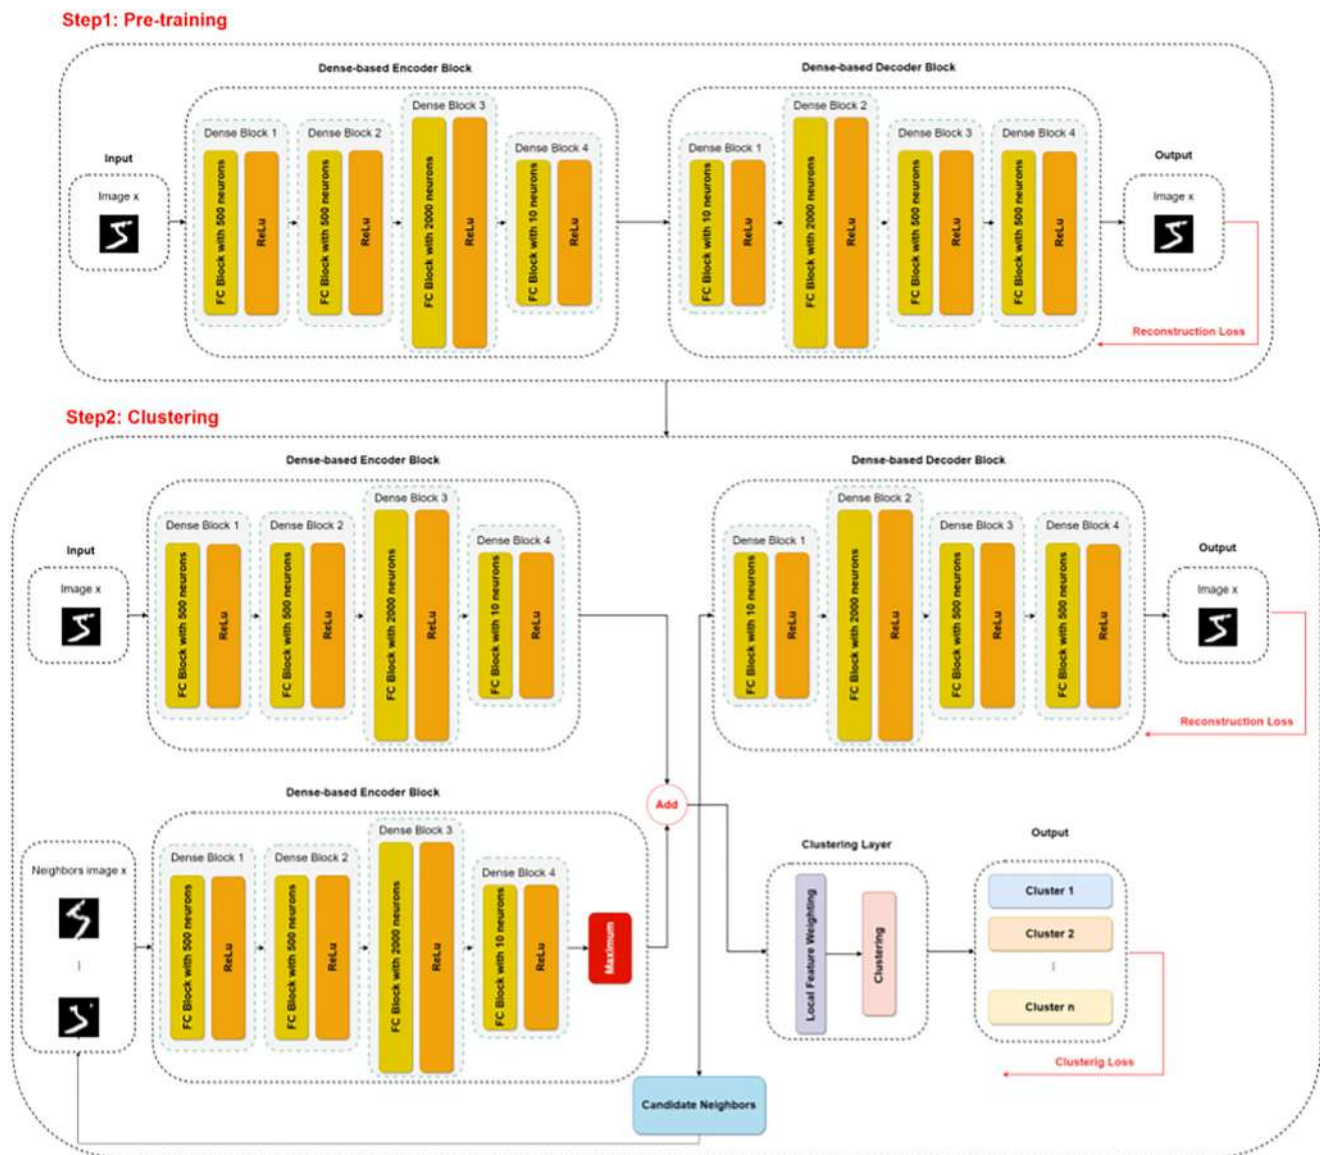 Step1: Pre-training
Dense-based Encoder Block
Dense-based Decoder Block
Input
Image x
Dense Block 1
FC Block with 500 neurons
ReLu
Dense Block 2
FC Block with 500 neurons
ReLu
Dense Block 3
FC Block with 2000 neurons
ReLu
Dense Block 4
FC Block with 10 neurons
ReLu
Dense Block 1
FC Block with 10 neurons
ReLu
Dense Block 2
FC Block with 2000 neurons
ReLu
Dense Block 3
FC Block with 500 neurons
ReLu
Dense Block 4
FC Block with 500 neurons
ReLu
Output
Image x
Reconstruction Loss
Step2: Clustering
Dense-based Encoder Block
Dense-based Decoder Block
Input
Image x
Dense Block 1
FC Block with 500 neurons
ReLu
Dense Block 2
FC Block with 500 neurons
ReLu
Dense Block 3
FC Block with 2000 neurons
ReLu
Dense Block 4
FC Block with 10 neurons
ReLu
Dense Block 1
FC Block with 10 neurons
ReLu
Dense Block 2
FC Block with 2000 neurons
ReLu
Dense Block 3
FC Block with 500 neurons
ReLu
Dense Block 4
FC Block with 500 neurons
ReLu
Output
Image x
Reconstruction Loss
Dense-based Encoder Block
Neighbors image x
Dense Block 1
FC Block with 500 neurons
ReLu
Dense Block 2
FC Block with 500 neurons
ReLu
Dense Block 3
FC Block with 2000 neurons
ReLu
Dense Block 4
FC Block with 10 neurons
ReLu
Maximum
Add
Clustering Layer
Local Feature Weighting
Clustering
Output
Cluster 1
Cluster 2
Cluster n
Clusterig Loss
Candidate Neighbors